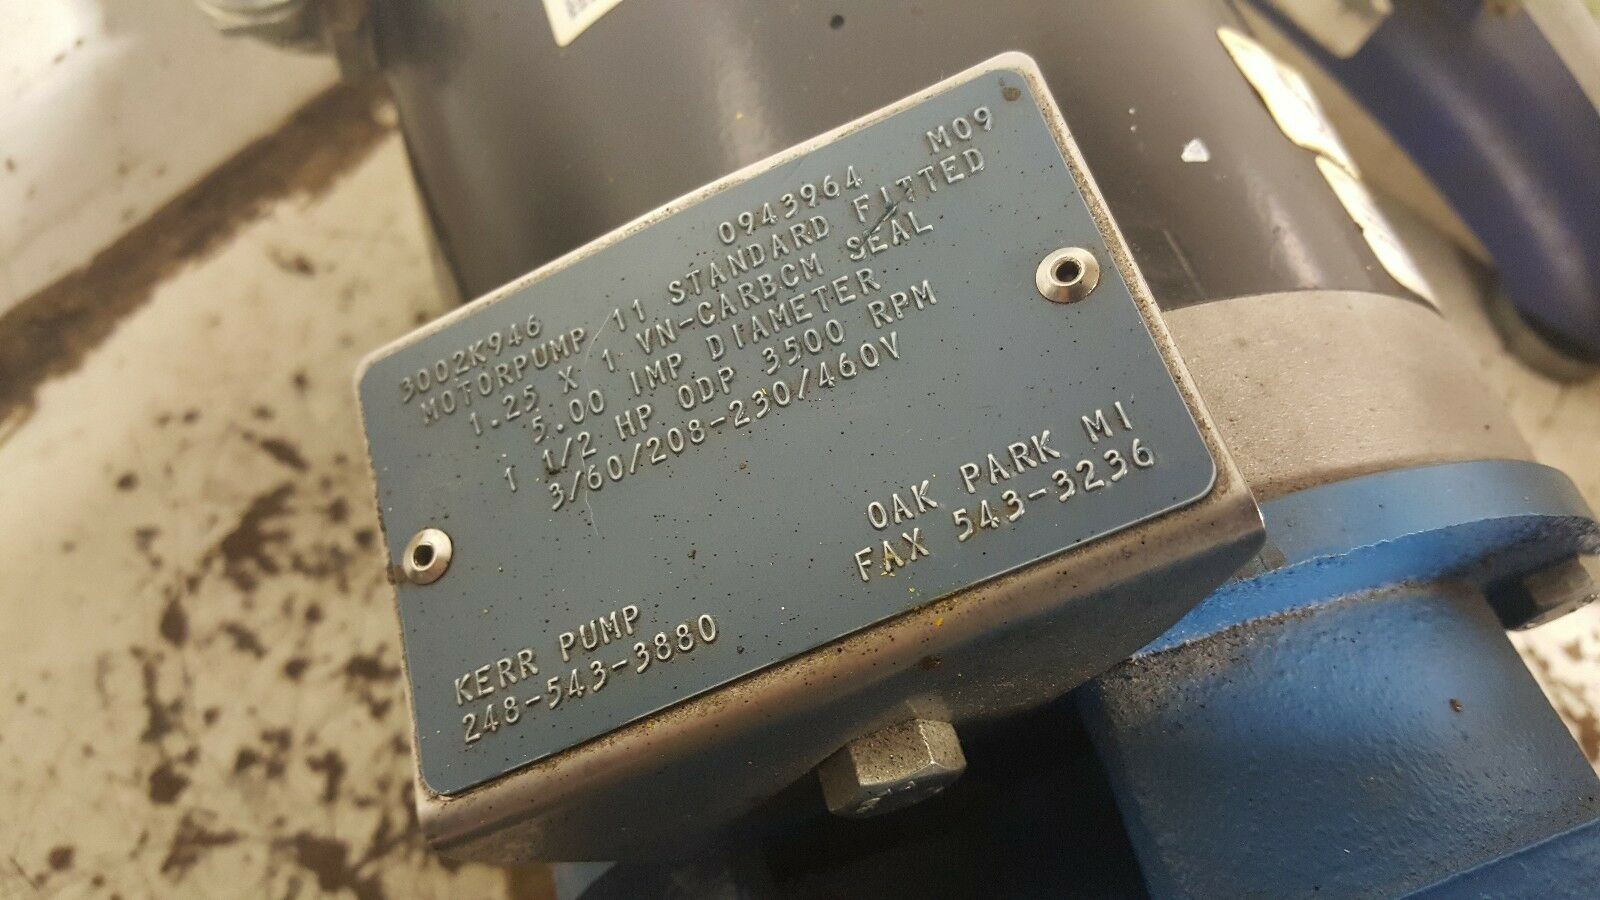 3002K946 0943964 M09
MOTORPUMP 11 STANDARD FITTED
1.25 X 1 VN-CARBCM SEAL
5.00 IMP DIAMETER
1 1/2 HP ODP 3500 RPM
3/60/208-230/460V
OAK PARK MI
FAX 543-3236
KERR PUMP
248-543-3880